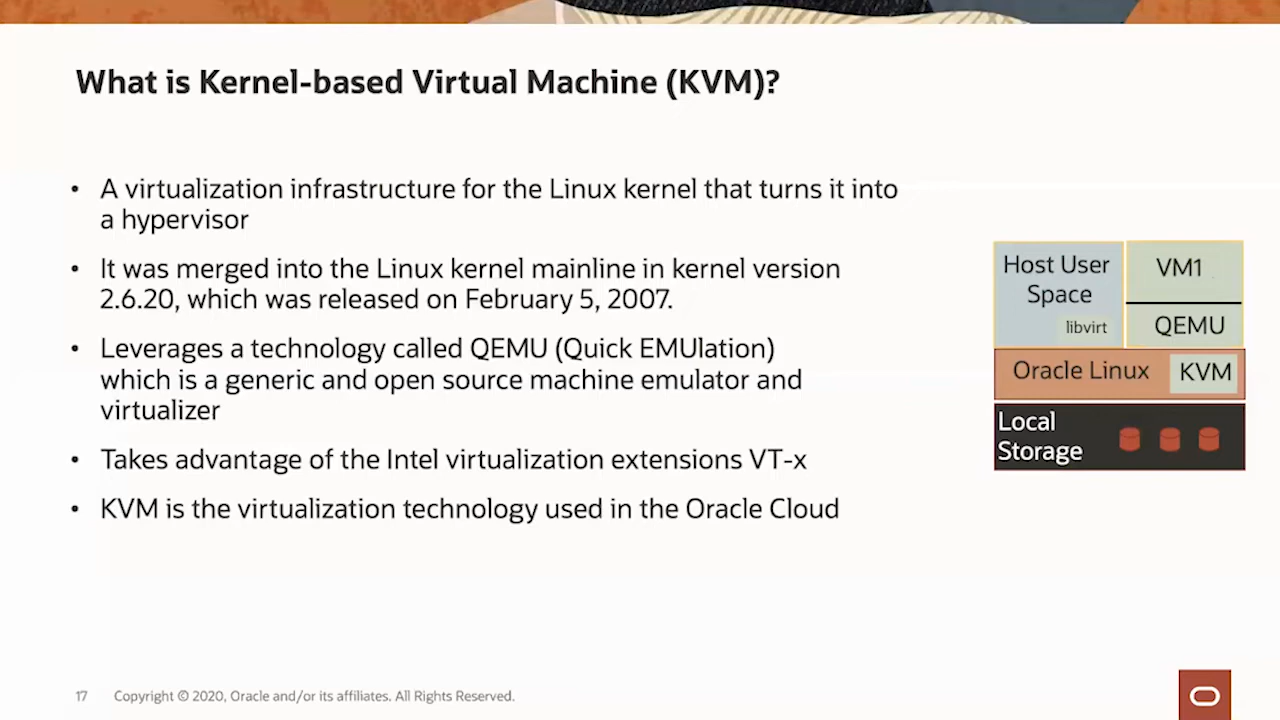 What is Kernel-based Virtual Machine (KVM)?
• A virtualization infrastructure for the Linux kernel that turns it into
a hypervisor
• It was merged into the Linux kernel mainline in kernel version
2.6.20, which was released on February 5, 2007.
• Leverages a technology called QEMU (Quick EMUlation)
which is a generic and open source machine emulator and
virtualizer
• Takes advantage of the Intel virtualization extensions VT-x
• KVM is the virtualization technology used in the Oracle Cloud
Host User
Space
libvirt
VM1
QEMU
Oracle Linux
KVM
Local
Storage
17 Copyright © 2020, Oracle and/or its affiliates. All Rights Reserved.